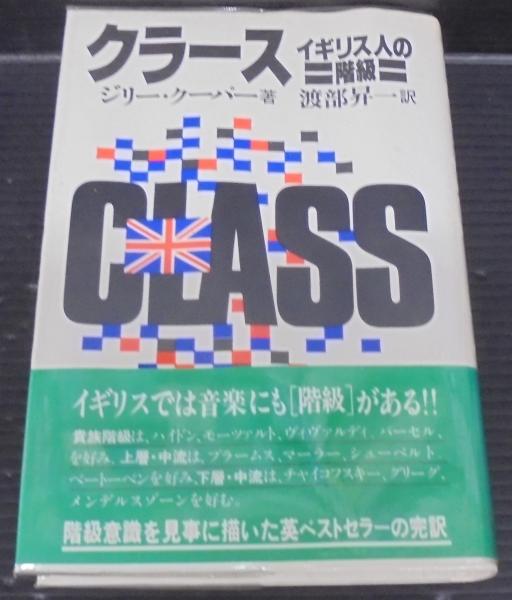 クラース
イギリス人の
階級
ジリー・クーパー著 渡部昇一訳
CLASS
イギリスでは音楽にも[階級]がある!!
貴族階級は、ハイドン、モーツァルト、ヴィヴァルディ、パーセル、
を好み、上層・中流は、ブラームス、マーラー、シューベルト、
ベートーベンを好み、下層・中流は、チャイコフスキー、グリーグ、
メンデルスゾーンを好む。
階級意識を見事に描いた英ベストセラーの完訳